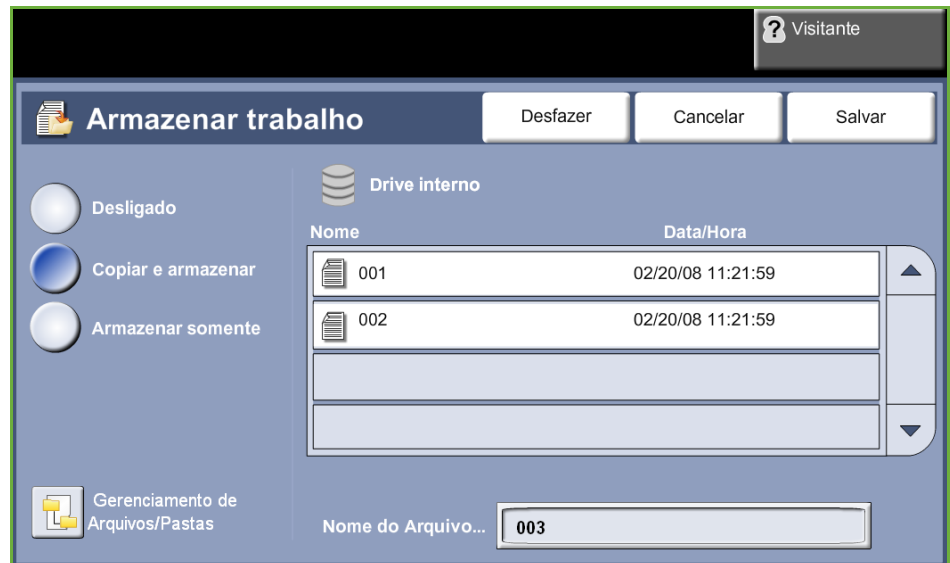 Visitante
Armazenar trabalho
Desfazer
Cancelar
Salvar
Desligado
Copiar e armazenar
Armazenar somente
Drive interno
Nome Data/Hora
001 02/20/08 11:21:59
002 02/20/08 11:21:59
Gerenciamento de
Arquivos/Pastas
Nome do Arquivo... 003